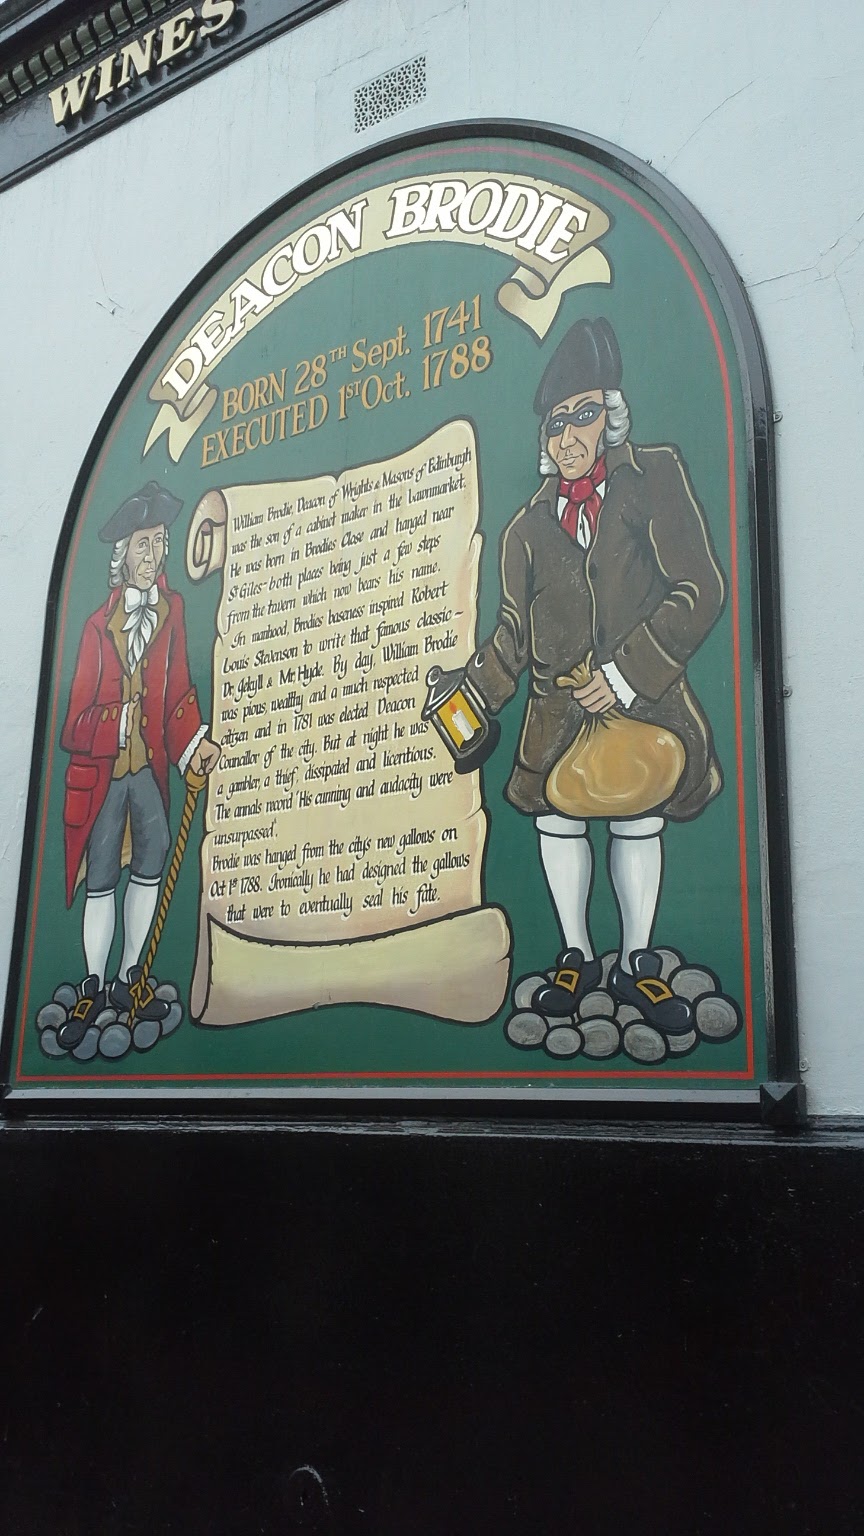 WINES
DEACON BRODIE
BORN 28TH Sept. 1741
EXECUTED 1st Oct. 1788
William Brodie, Deacon of Wrights & Masons of Edinburgh
was the son of a cabinet maker in the Lawnmarket.
He was born in Brodies Close and hanged near
St Giles - both places being just a few steps
from the tavern which now bears his name.
In manhood, Brodies baseness inspired Robert
Louis Stevenson to write that famous classic -
Dr. Jekyll & Mr. Hyde. By day, William Brodie
was pious, wealthy and a much respected
citizen and in 1781 was elected Deacon
Councillor of the city. But at night he was
a gambler, a thief, dissipated and licentious.
The annals record 'His cunning and audacity were
unsurpassed'.
Brodie was hanged from the city's new gallows on
Oct 1st 1788. Ironically he had designed the gallows
that were to eventually seal his fate.